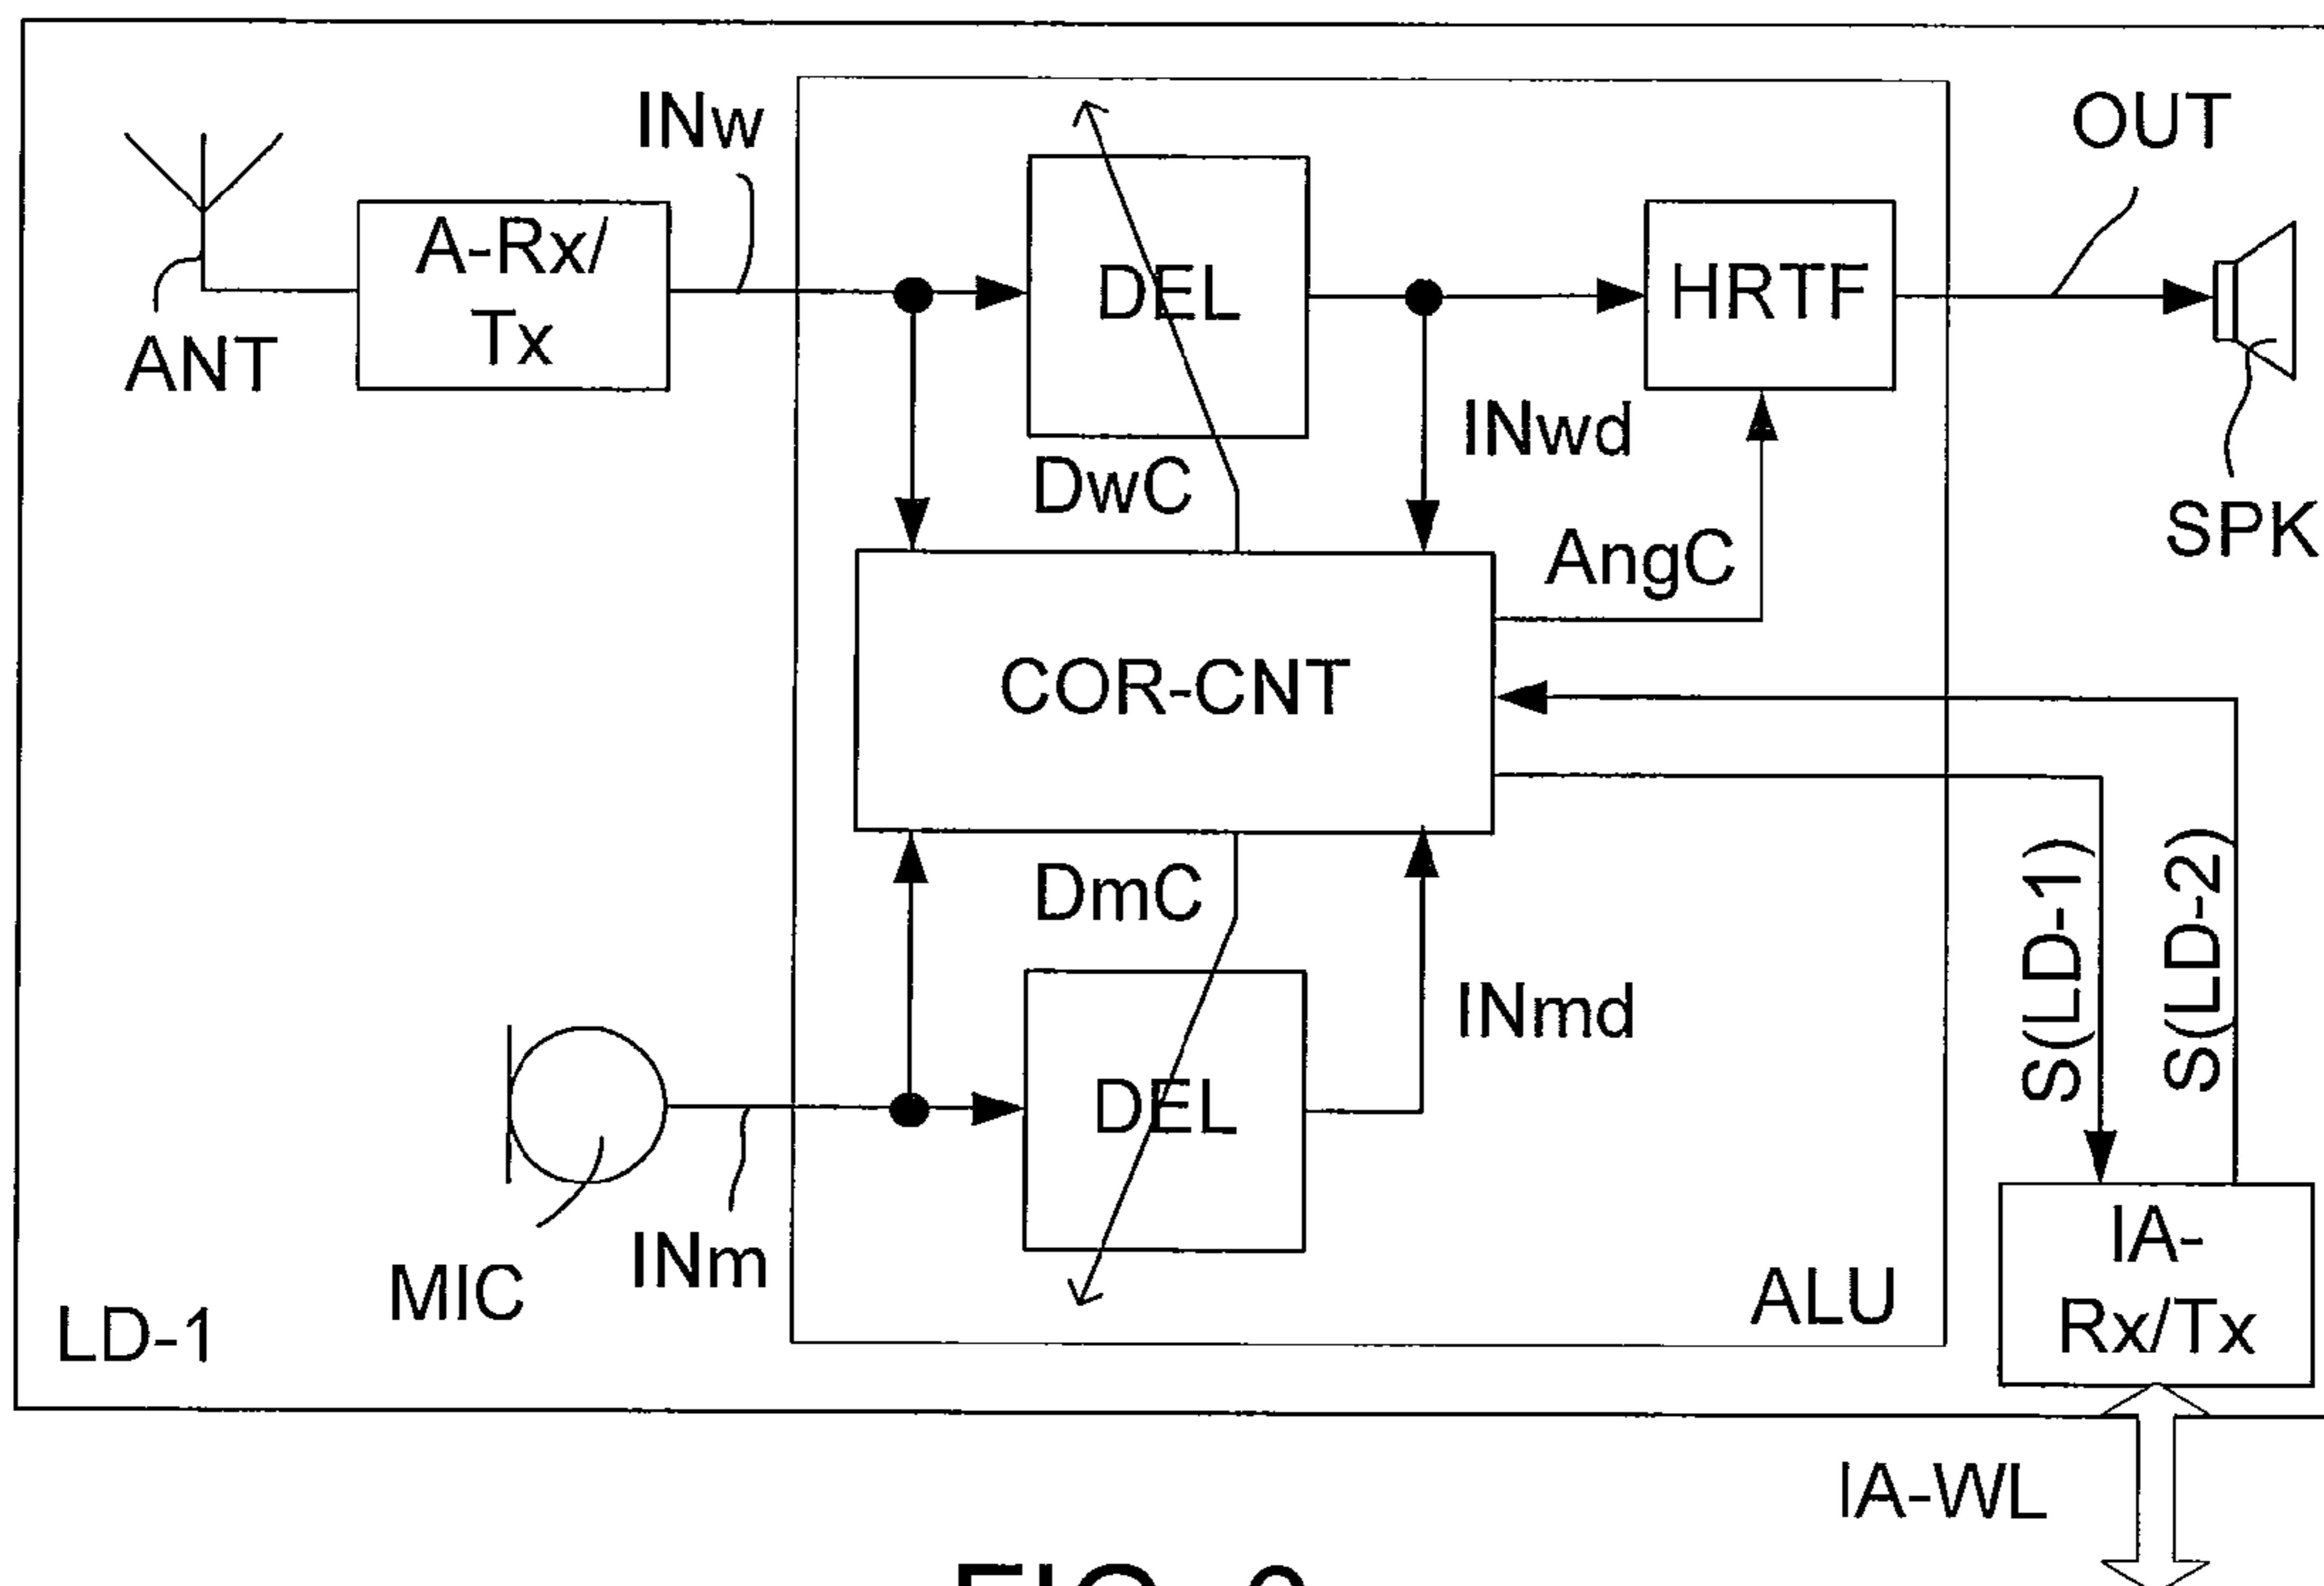 INw
OUT
A-Rx/
Tx
DEL
HRTF
ANT
INwd
DwC
SPK
AngC
COR-CNT
DmC
S(LD-1)
S(LD-2)
INmd
DEL
INm
MIC
IA-
Rx/Tx
ALU
LD-1
IA-WL